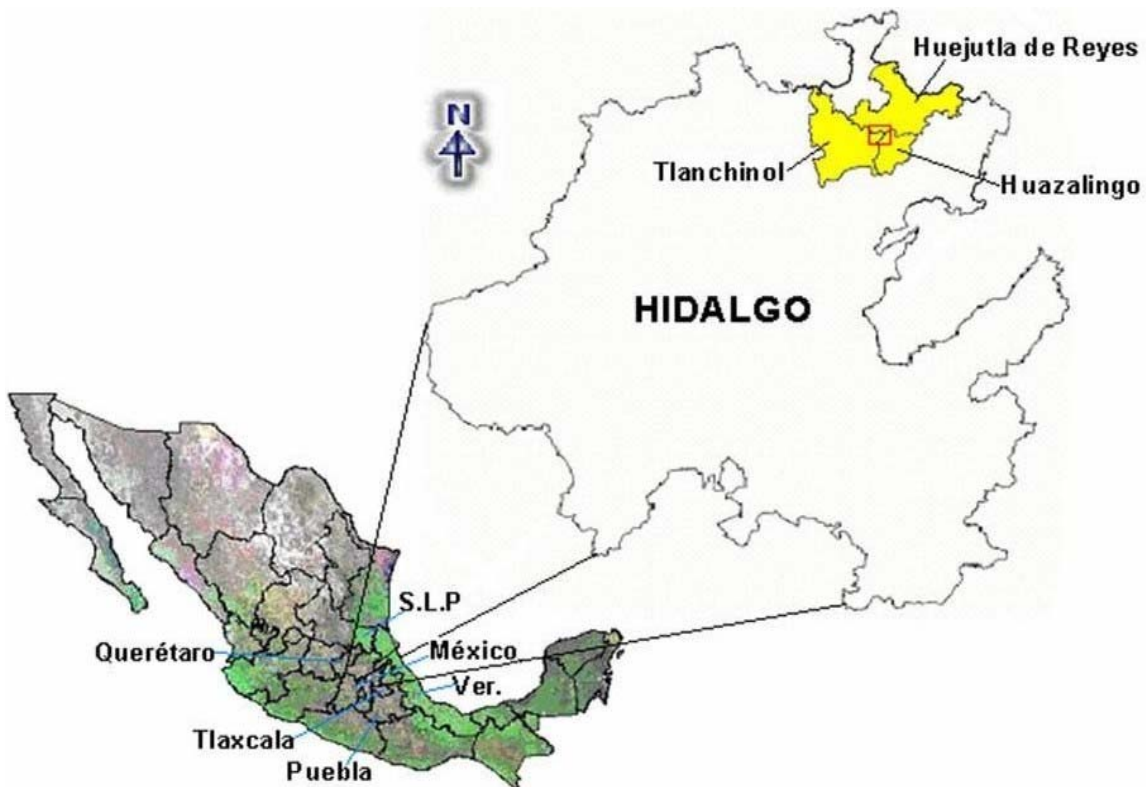 Huejutla de Reyes
N
Tlanchinol
Huazalingo
HIDALGO
S.L.P
Querétaro
México
Ver.
Tlaxcala
Puebla